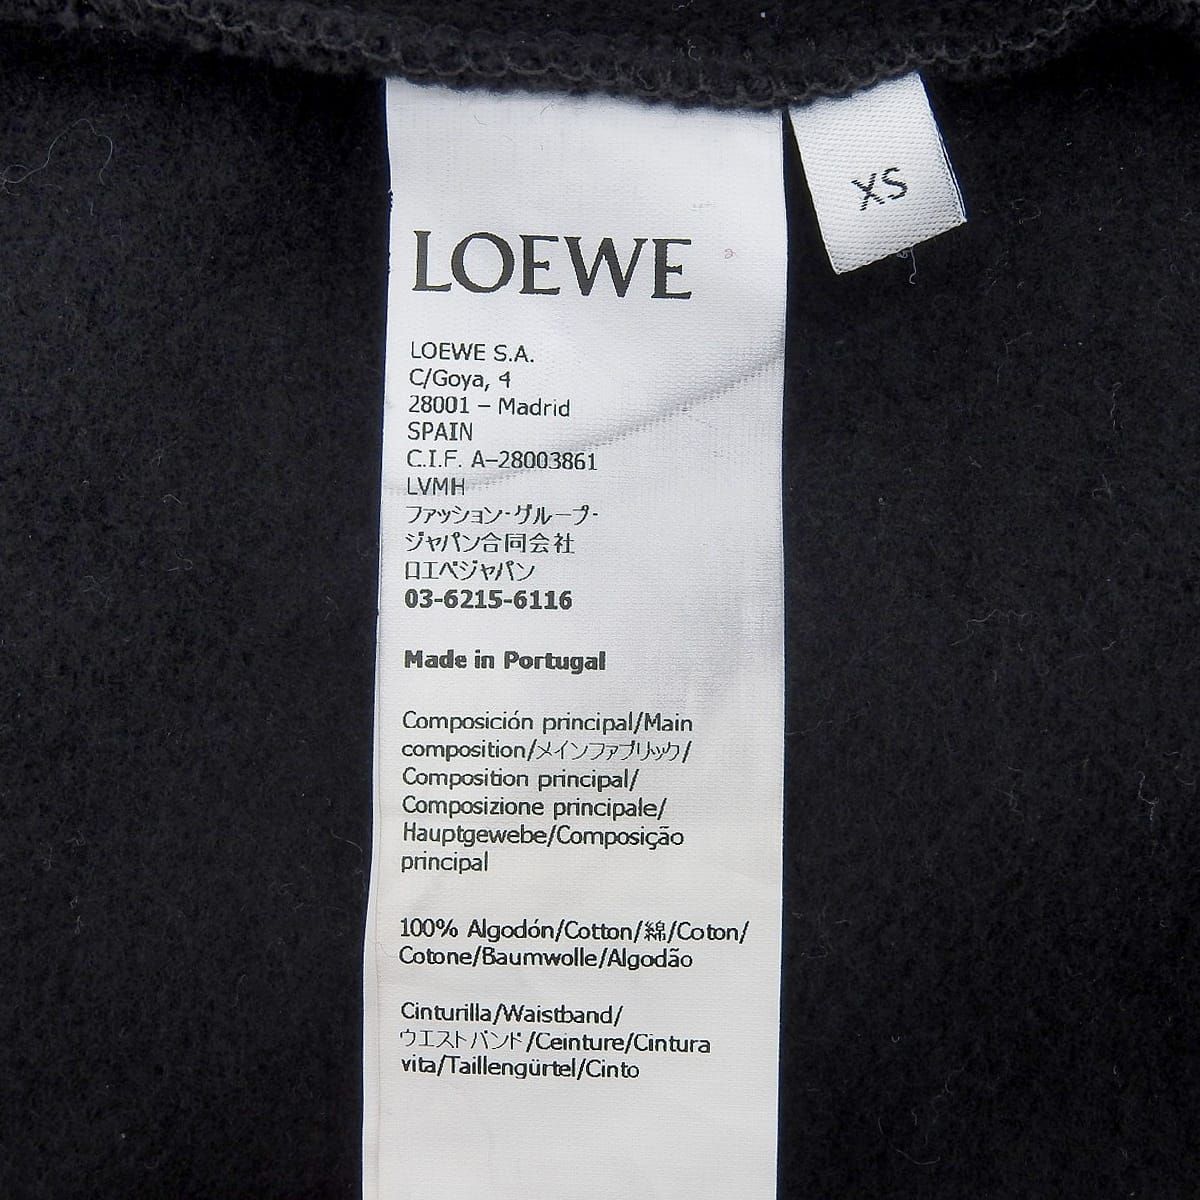 XS
LOEWE
LOEWE S.A.
C/Goya, 4
28001 – Madrid
SPAIN
C.I.F. A–28003861
LVMH
ファッション・グループ・
ジャパン合同会社
ロエベジャパン
03-6215-6116
Made in Portugal
Composición principal/Main
composition/メインファブリック/
Composition principal/
Composizione principale/
Hauptgewebe/Composição
principal
100% Algodón/Cotton/綿/Coton/
Cotone/Baumwolle/Algodão
Cinturilla/Waistband/
ウエストバンド/Ceinture/Cintura
vita/Taillengürtel/Cinto